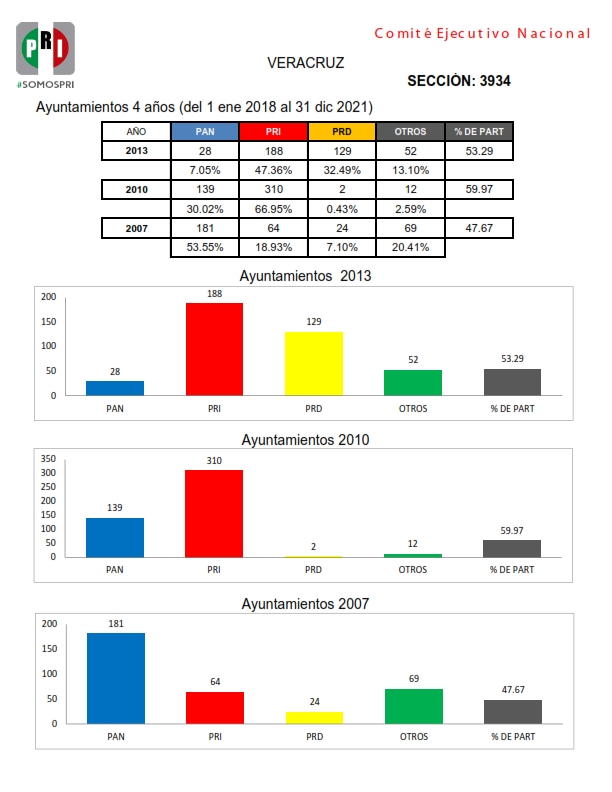 PRI
#SOMOSPRI
Comité Ejecutivo Nacional
VERACRUZ
SECCIÓN: 3934
Ayuntamientos 4 años (del 1 ene 2018 al 31 dic 2021)
AÑO PAN PRI PRD OTROS % DE PART
2013 28 188 129 52 53.29
7.05% 47.36% 32.49% 13.10%
2010 139 310 2 12 59.97
30.02% 66.95% 0.43% 2.59%
2007 181 64 24 69 47.67
53.55% 18.93% 7.10% 20.41%
Ayuntamientos 2013
200
150
100
50
0
28 188 129 52 53.29
PAN PRI PRD OTROS % DE PART
Ayuntamientos 2010
350
300
250
200
150
100
50
0
139 310 2 12 59.97
PAN PRI PRD OTROS % DE PART
Ayuntamientos 2007
200
150
100
50
0
181 64 24 69 47.67
PAN PRI PRD OTROS % DE PART